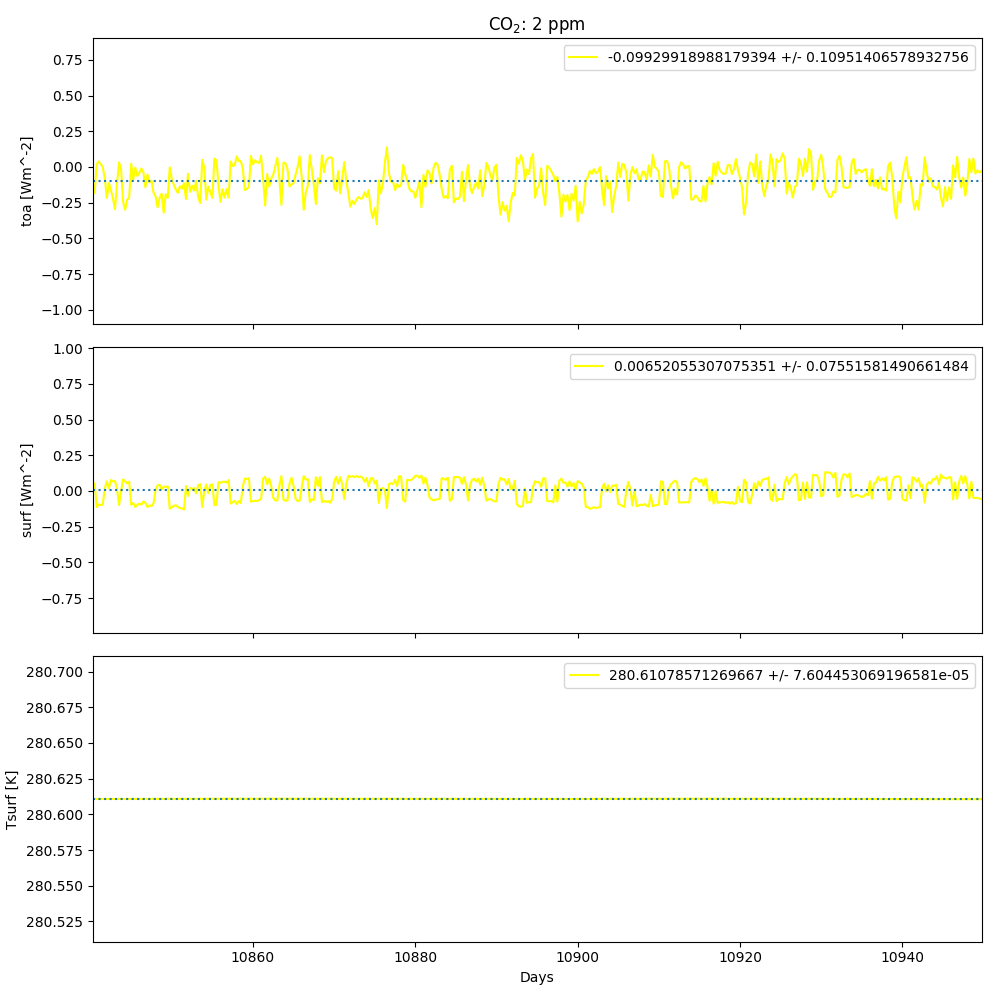 CO₂: 2 ppm
-0.09929918988179394 +/- 0.10951406578932756
0.75
0.50
0.25
0.00
−0.25
−0.50
−0.75
−1.00
toa [Wm^-2]
0.00652055307075351 +/- 0.07551581490661484
1.00
0.75
0.50
0.25
0.00
−0.25
−0.50
−0.75
surf [Wm^-2]
280.61078571269667 +/- 7.604453069196581e-05
280.700
280.675
280.650
280.625
280.600
280.575
280.550
280.525
Tsurf [K]
10860 10880 10900 10920 10940
Days